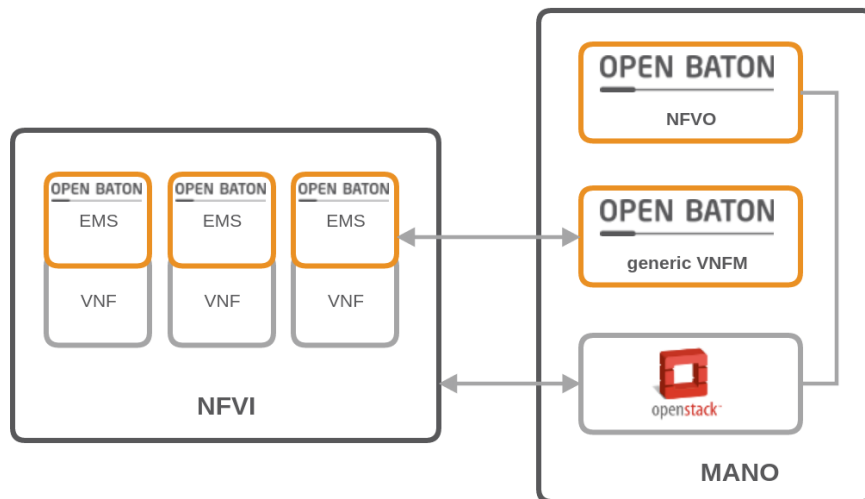 OPEN BATON
EMS
VNF
OPEN BATON
EMS
VNF
OPEN BATON
EMS
VNF
NFVI
OPEN BATON
NFVO
OPEN BATON
generic VNFM
openstack™
MANO